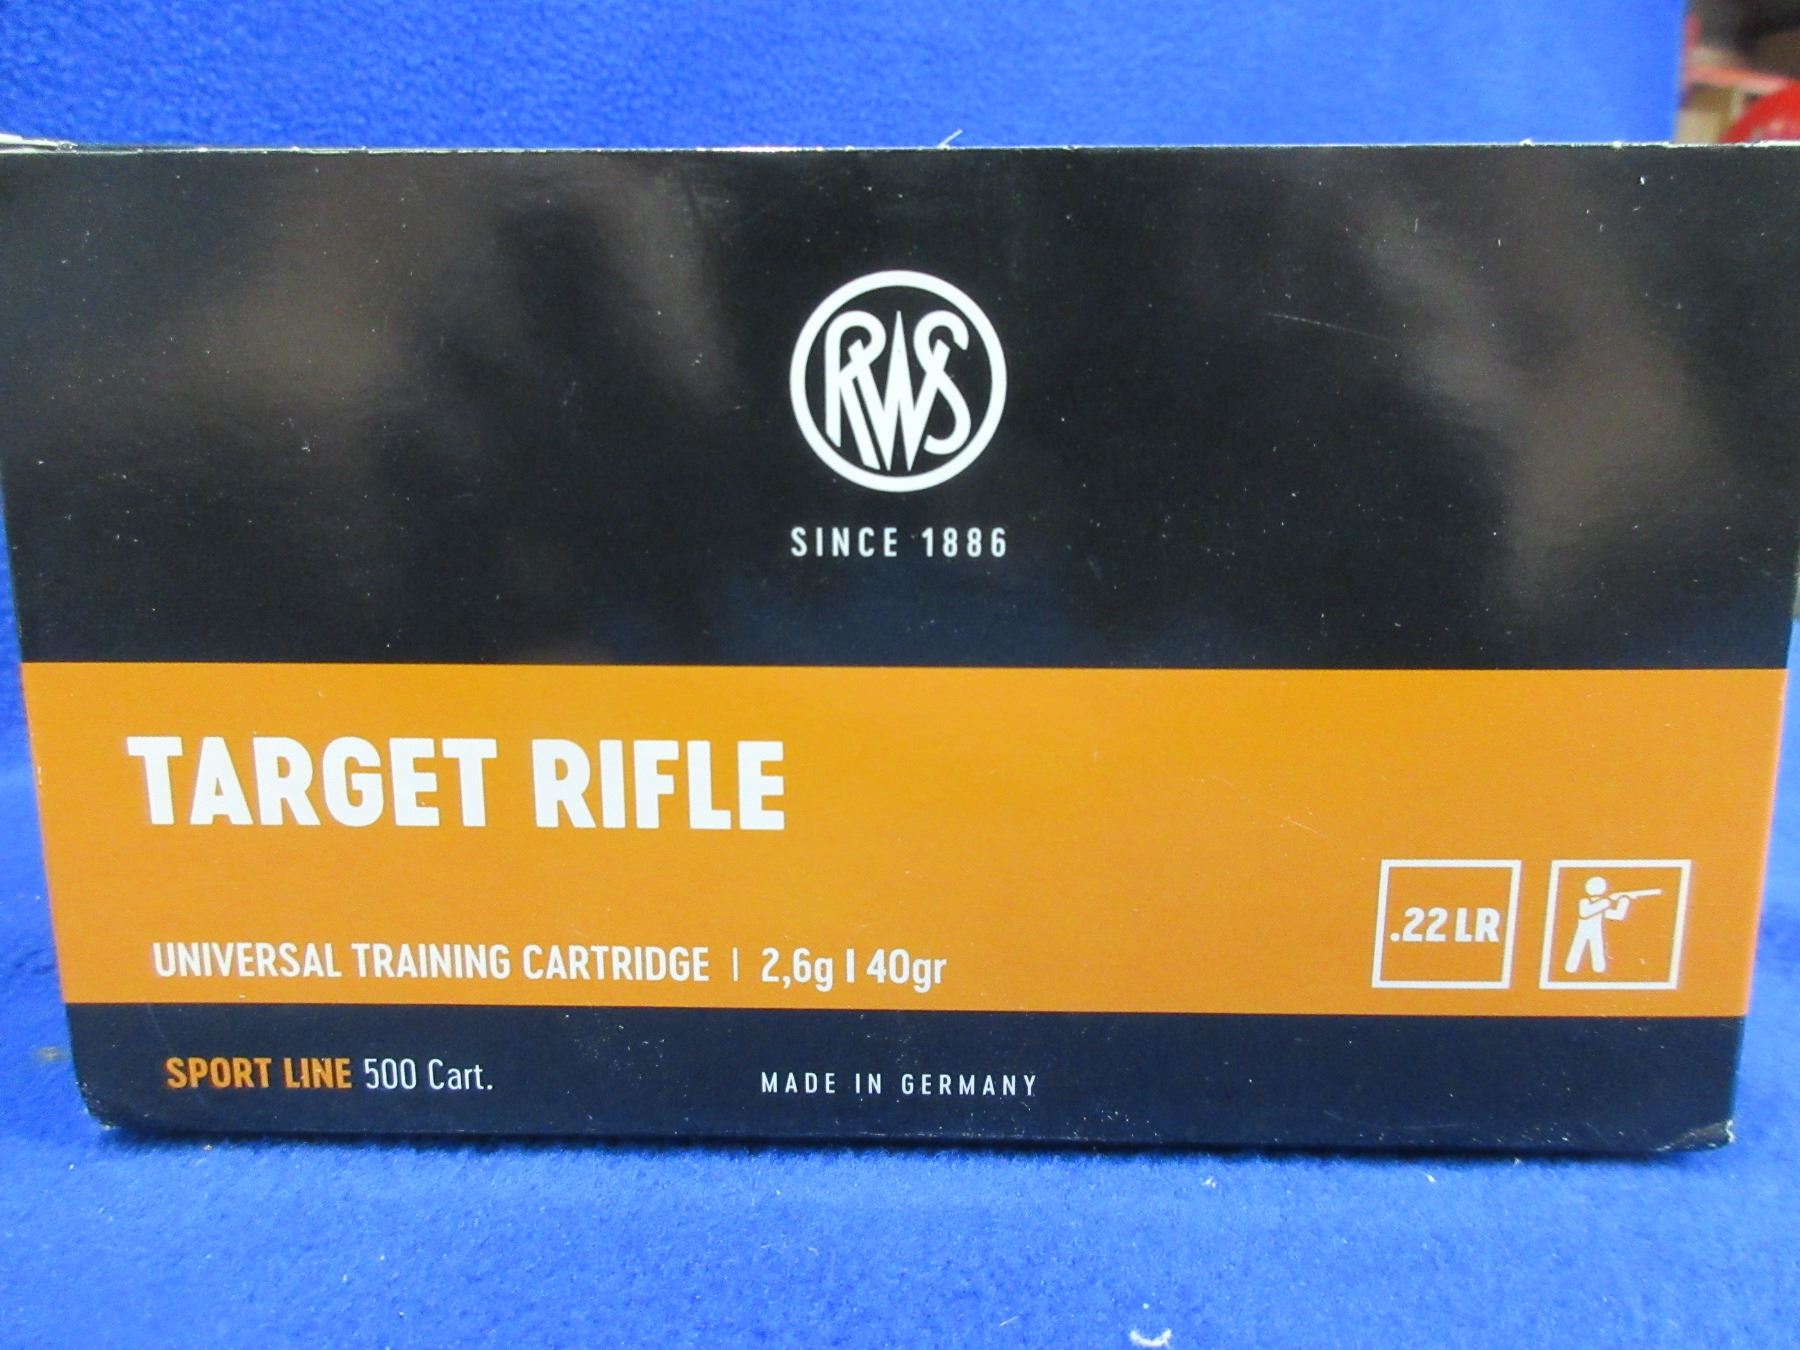 RWS
SINCE 1886
TARGET RIFLE
UNIVERSAL TRAINING CARTRIDGE | 2,6g | 40gr
.22 LR
SPORT LINE 500 Cart.
MADE IN GERMANY